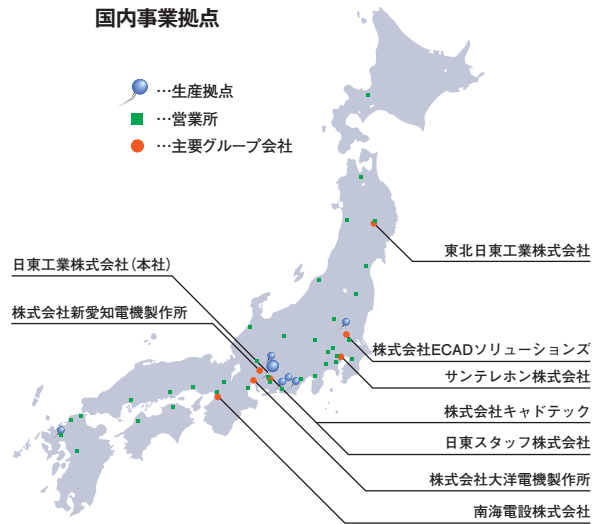 国内事業拠点
…生産拠点
…営業所
…主要グループ会社
東北日東工業株式会社
日東工業株式会社（本社）
株式会社新愛知電機製作所
株式会社ECADソリューションズ
サンテレホン株式会社
株式会社キャドテック
日東スタッフ株式会社
株式会社大洋電機製作所
南海電設株式会社